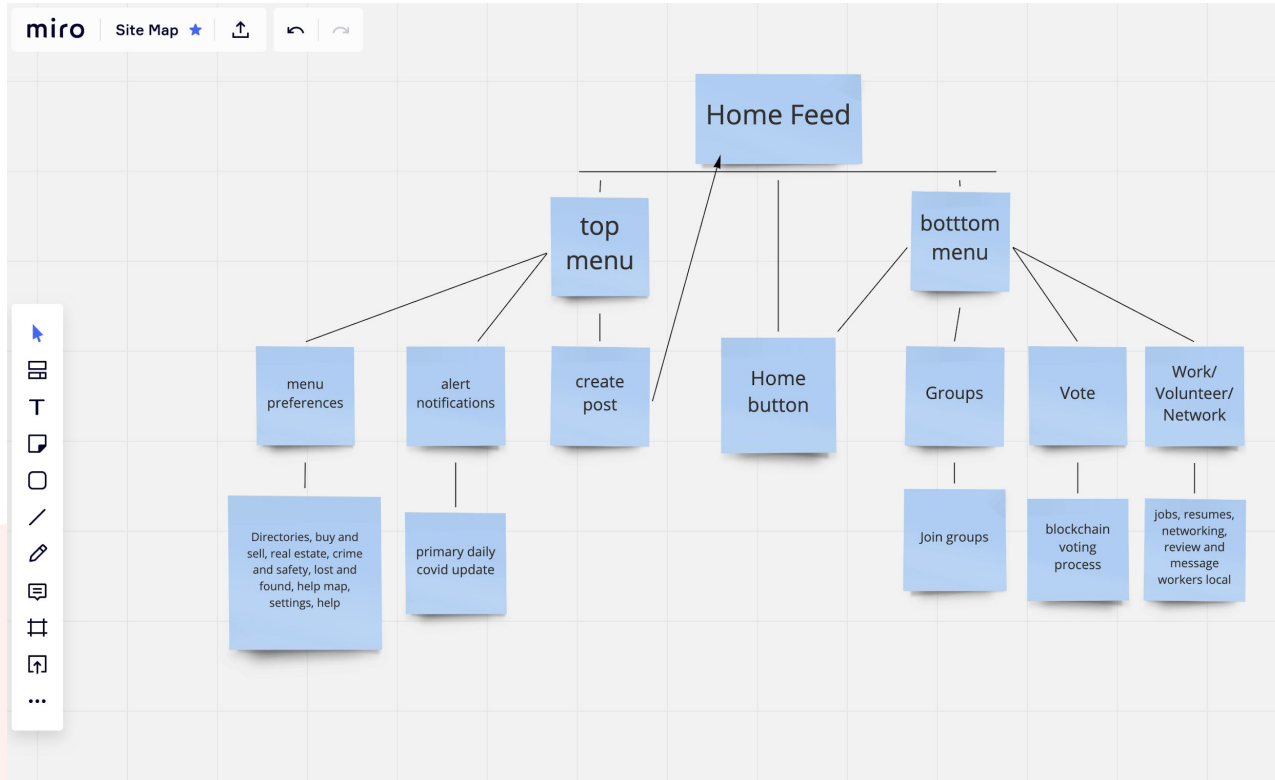 miro
Site Map
Home Feed
top
menu
botttom
menu
menu
preferences
alert
notifications
create
post
Home
button
Groups
Vote
Work/
Volunteer/
Network
Directories, buy and
sell, real estate, crime
and safety, lost and
found, help map,
settings, help
primary daily
covid update
Join groups
blockchain
voting
process
jobs, resumes,
networking,
review and
message
workers local
T